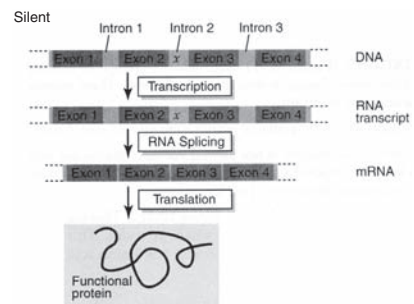 Silent
Intron 1 Intron 2 Intron 3
Exon 1 Exon 2 x Exon 3 Exon 4 DNA
Transcription
Exon 1 Exon 2 x Exon 3 Exon 4 RNA transcript
RNA Splicing
Exon 1 Exon 2 Exon 3 Exon 4 mRNA
Translation
Functional
protein